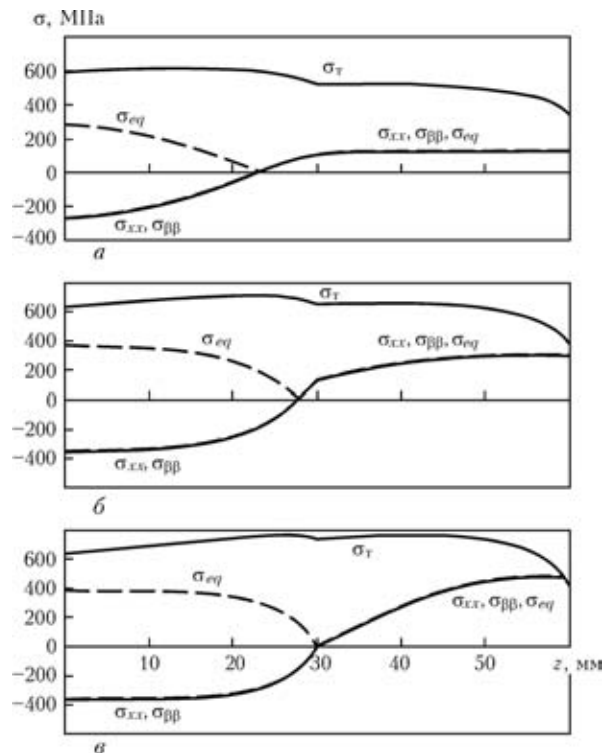 σ, МПа
600
400
200
0
−200
−400
σт
σeq
σxx, σββ, σeq
σxx, σββ
а
600
400
200
0
−200
−400
σт
σeq
σxx, σββ, σeq
σxx, σββ
б
600
400
200
0
−200
−400
σт
σeq
σxx, σββ, σeq
10
20
30
40
50
z, мм
σxx, σββ
в